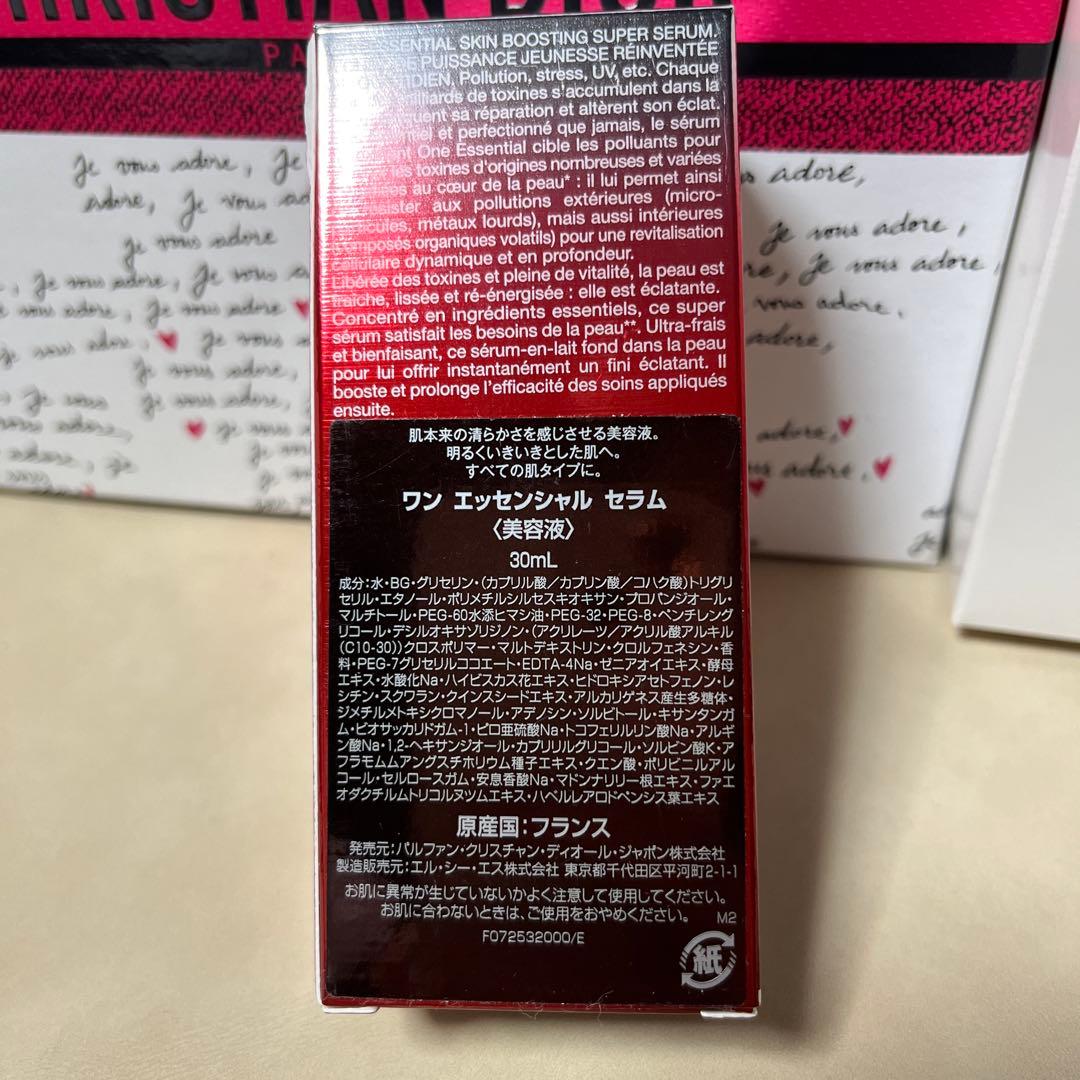 CHRISTIAN DIOR
ESSENTIAL SKIN BOOSTING SUPER SERUM.
PUISSANCE JEUNESSE RÉINVENTÉE
Pollution, stress, UV, etc. Chaque
de toxines s'accumulent dans la
sa réparation et altèrent son éclat.
et perfectionné que jamais, le sérum
One Essential cible les polluants pour
les toxines d'origines nombreuses et variées
au cœur de la peau* : il lui permet ainsi
aux pollutions extérieures (micro-
métaux lourds), mais aussi intérieures
organiques volatils) pour une revitalisation
cellulaire dynamique et en profondeur.
Libérée des toxines et pleine de vitalité, la peau est
fraîche, lissée et ré-énergisée : elle est éclatante.
Concentré en ingrédients essentiels, ce super
sérum satisfait les besoins de la peau**. Ultra-frais
et bienfaisant, ce sérum-en-lait fond dans la peau
pour lui offrir instantanément un fini éclatant. Il
booste et prolonge l'efficacité des soins appliqués
ensuite.
肌本来の清らかさを感じさせる美容液。
明るくいきいきとした肌へ。
すべての肌タイプに。
ワン エッセンシャル セラム
〈美容液〉
30mL
成分:水・BG・グリセリン・(カプリル酸/カプリン酸/コハク酸)トリグリ
セリル・エタノール・ポリメチルシルセスキオキサン・プロパンジオール・
マルチトール・PEG-60水添ヒマシ油・PEG-32・PEG-8・ペンチレング
リコール・デシルオキサゾリジノン・(アクリレーツ/アクリル酸アルキル
(C10-30))クロスポリマー・マルトデキストリン・クロルフェネシン・香
料・PEG-7グリセリルココエート・EDTA-4Na・ゼニアオイエキス・酵母
エキス・水酸化Na・ハイビスカス花エキス・ヒドロキシアセトフェノン・レ
シチン・スクワラン・クインスシードエキス・アルカリゲネス産生多糖体・
ジメチルメトキシクロマノール・アデノシン・ソルビトール・キサンタンガ
ム・ビオサッカリドガム-1・ピロ亜硫酸Na・トコフェリルリン酸Na・アルギ
ン酸Na・1,2-ヘキサンジオール・カプリリルグリコール・ソルビン酸K・ア
フラモムムアングスチホリウム種子エキス・クエン酸・ポリビニルアル
コール・セルロースガム・安息香酸Na・マドンナリリー根エキス・ファエ
オダクチルムトリコルヌツムエキス・ハベルレアロドペンシス葉エキス
原産国:フランス
発売元:パルファン・クリスチャン・ディオール・ジャポン株式会社
製造販売元:エル・シー・エス株式会社 東京都千代田区平河町2-1-1
お肌に異常が生じていないかよく注意して使用してください。
お肌に合わないときは、ご使用をおやめください。 M2
F072532000/E
紙
Je vous adore, Je
adore, Je vous
je vous adore
Je vous adore,
je vous adore
adore,
Je vous adore,
je vous adore,
vous adore,